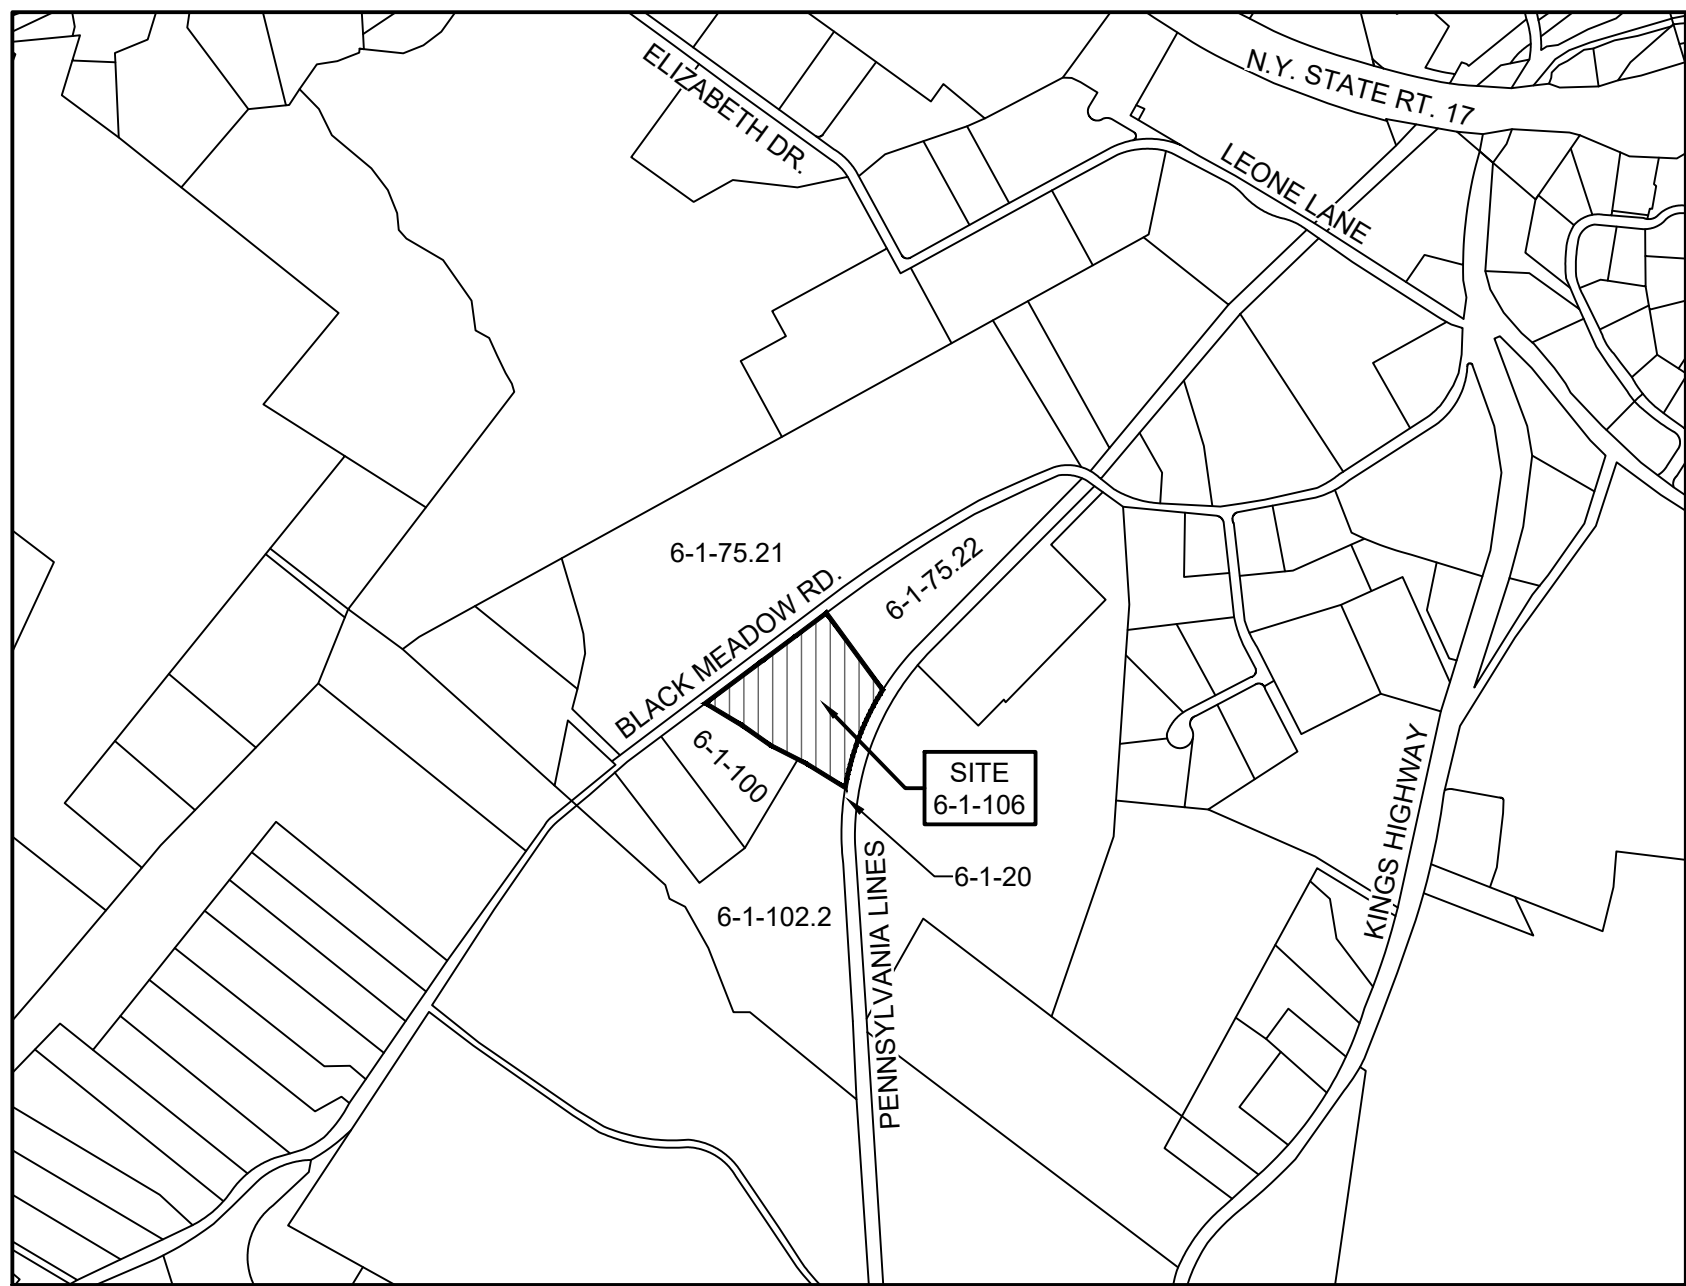 ELIZABETH DR.
N.Y. STATE RT. 17
LEONE LANE
6-1-75.21
6-1-75.22
BLACK MEADOW RD.
6-1-100
SITE
6-1-106
6-1-20
6-1-102.2
PENNSYLVANIA LINES
KINGS HIGHWAY